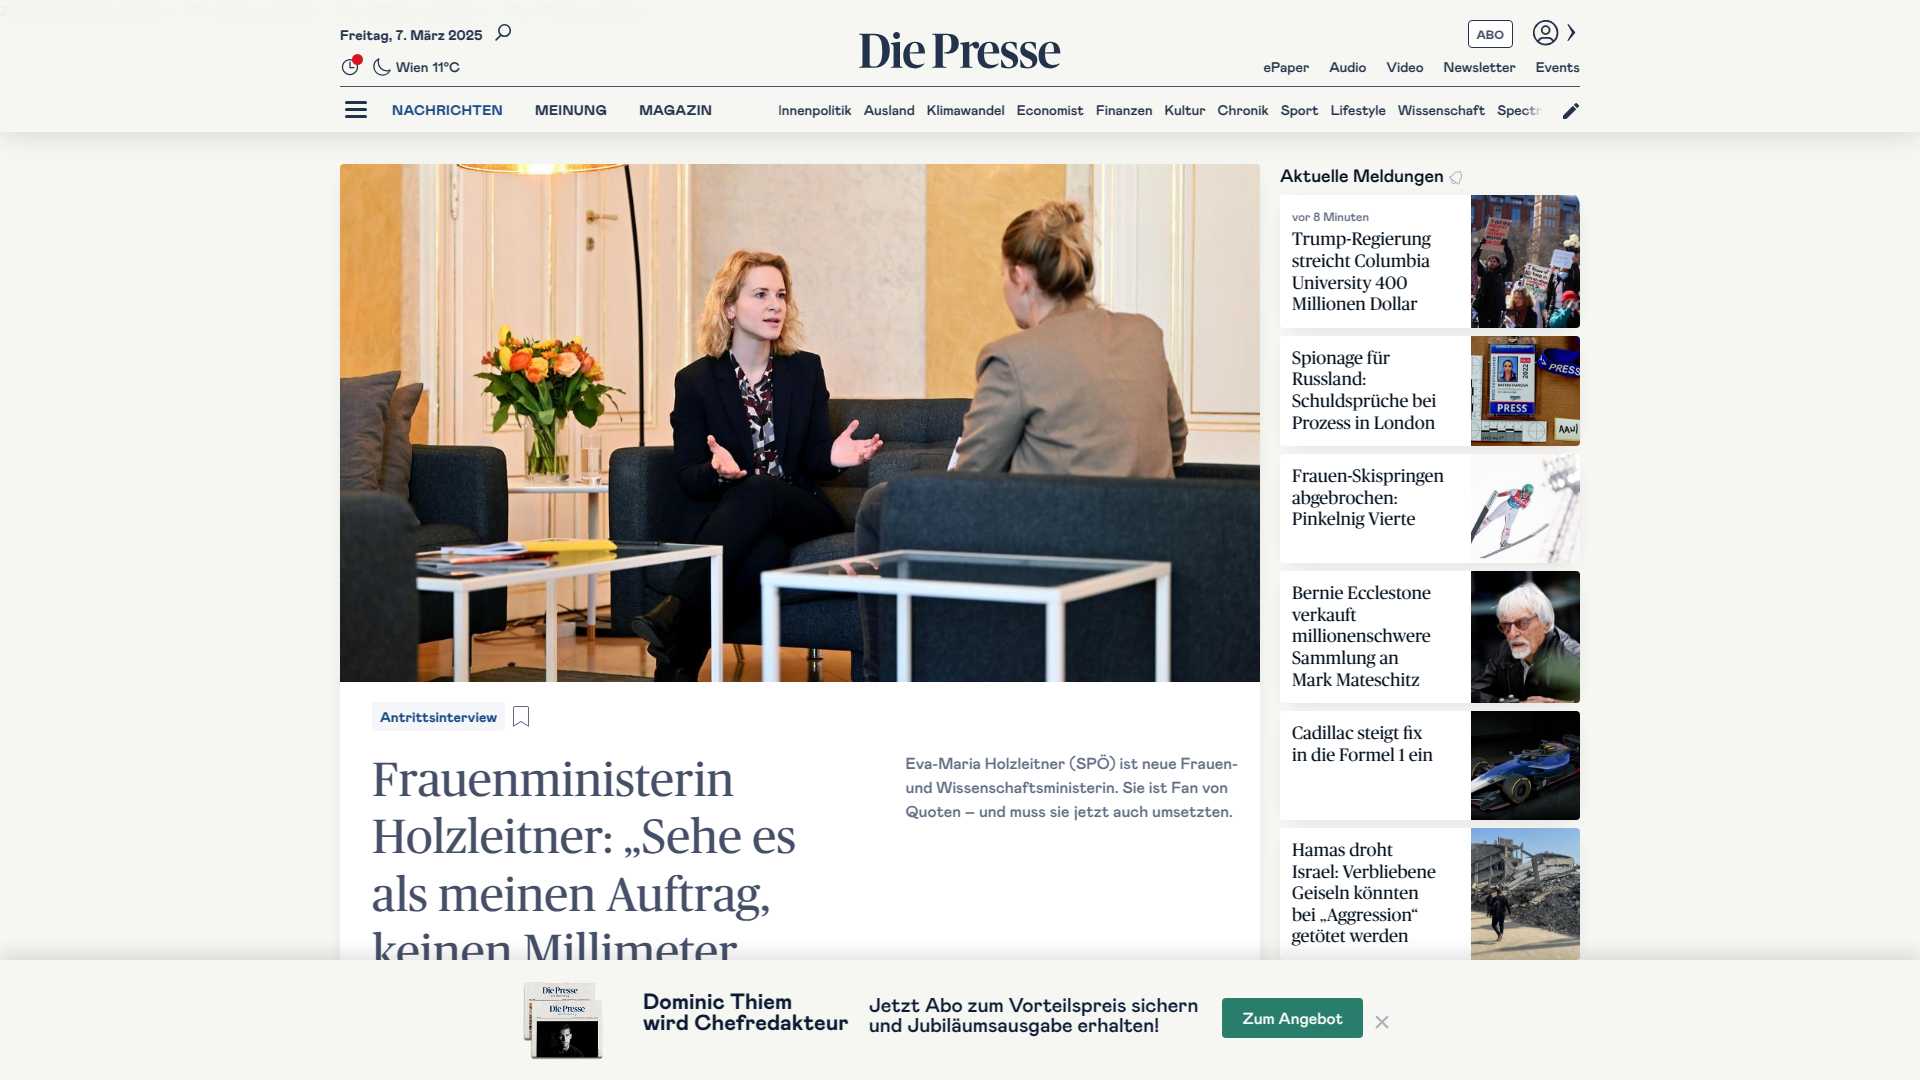 Freitag, 7. März 2025
Wien 11°C
Die Presse
ABO
ePaper Audio Video Newsletter Events
NACHRICHTEN MEINUNG MAGAZIN
Innenpolitik Ausland Klimawandel Economist Finanzen Kultur Chronik Sport Lifestyle Wissenschaft Spectr
Antrittsinterview
Frauenministerin
Holzleitner: „Sehe es
als meinen Auftrag,
keinen Millimeter
Eva-Maria Holzleitner (SPÖ) ist neue Frauen-
und Wissenschaftsministerin. Sie ist Fan von
Quoten – und muss sie jetzt auch umsetzten.
Aktuelle Meldungen
vor 8 Minuten
Trump-Regierung
streicht Columbia
University 400
Millionen Dollar
Spionage für
Russland:
Schuldsprüche bei
Prozess in London
PRESS
2022
PRESS
Frauen-Skispringen
abgebrochen:
Pinkelnig Vierte
Bernie Ecclestone
verkauft
millionenschwere
Sammlung an
Mark Mateschitz
Cadillac steigt fix
in die Formel 1 ein
Hamas droht
Israel: Verbliebene
Geiseln könnten
bei „Aggression“
getötet werden
Die Presse
Die Presse
Dominic Thiem
wird Chefredakteur
Jetzt Abo zum Vorteilspreis sichern
und Jubiläumsausgabe erhalten!
Zum Angebot